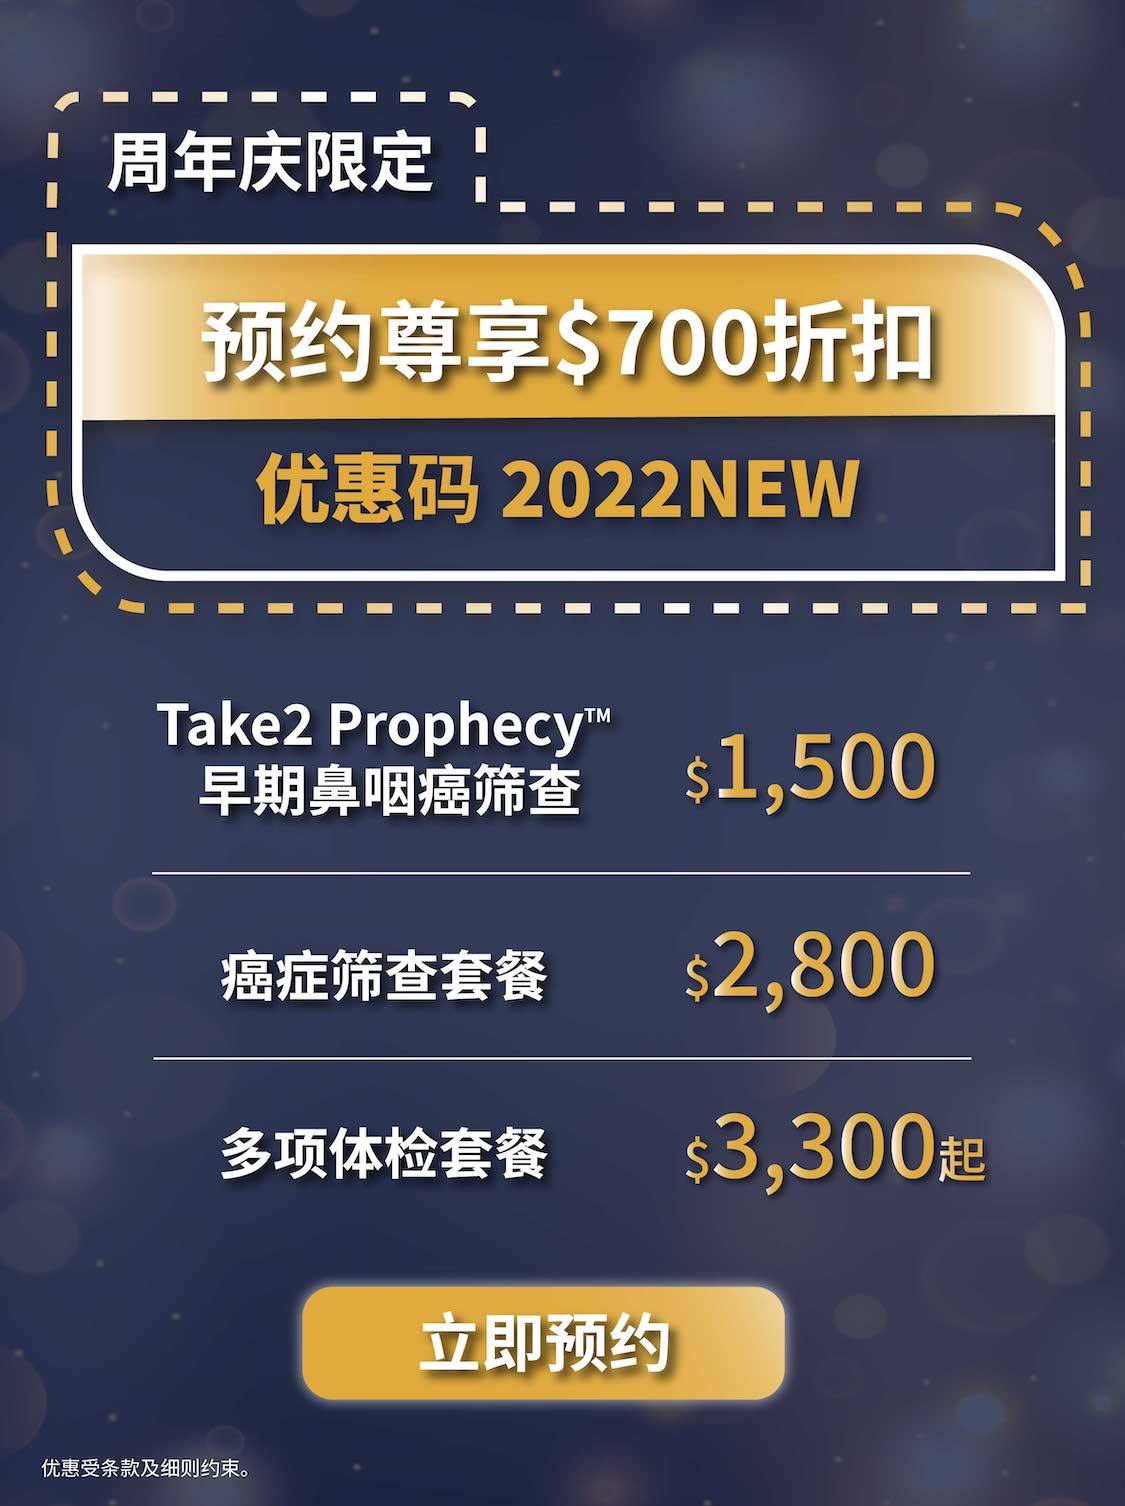 周年庆限定
预约尊享$700折扣
优惠码 2022NEW
Take2 Prophecy™
早期鼻咽癌筛查
$1,500
癌症筛查套餐
$2,800
多项体检套餐
$3,300起
立即预约
优惠受条款及细则约束。